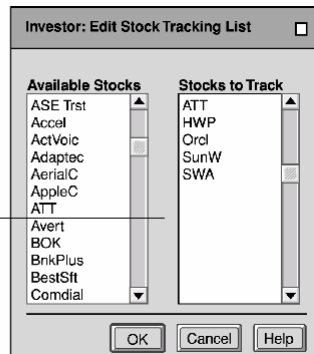 Investor: Edit Stock Tracking List
Available Stocks
ASE Trst
Accel
ActVoic
Adaptec
AerialC
AppleC
ATT
Avert
BOK
BnkPlus
BestSft
Comdial
Stocks to Track
ATT
HWP
Orcl
SunW
SWA
OK
Cancel
Help